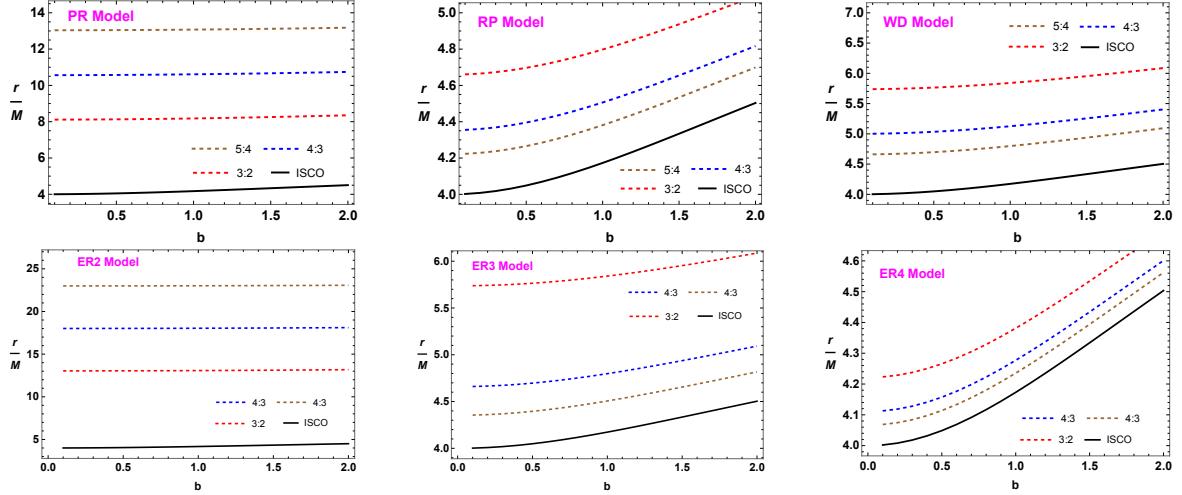 PR Model
14
12
10
8
6
4
r
M
5:4
4:3
3:2
ISCO
0.5
1.0
1.5
2.0
b
RP Model
5.0
4.8
4.6
4.4
4.2
4.0
r
M
5:4
4:3
3:2
ISCO
0.5
1.0
1.5
2.0
b
WD Model
7.0
6.5
6.0
5.5
5.0
4.5
4.0
r
M
5:4
4:3
3:2
ISCO
0.5
1.0
1.5
2.0
b
ER2 Model
25
20
15
10
5
r
M
4:3
4:3
3:2
ISCO
0.0
0.5
1.0
1.5
2.0
b
ER3 Model
6.0
5.5
5.0
4.5
4.0
r
M
4:3
4:3
3:2
ISCO
0.0
0.5
1.0
1.5
2.0
b
ER4 Model
4.6
4.5
4.4
4.3
4.2
4.1
4.0
r
M
4:3
4:3
3:2
ISCO
0.0
0.5
1.0
1.5
2.0
b